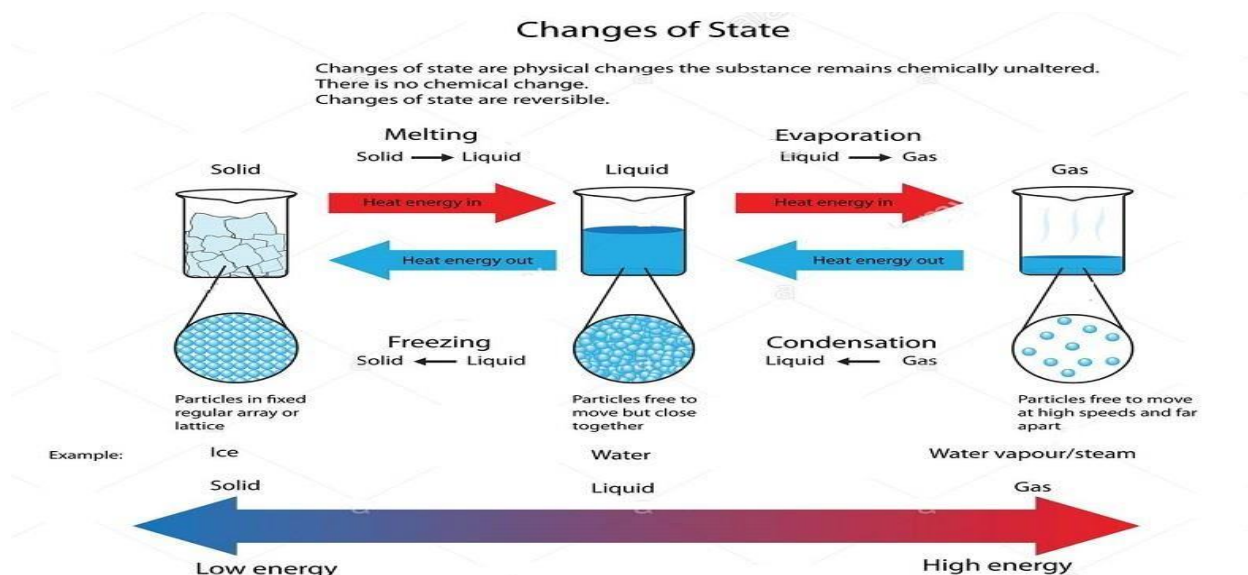 Changes of State
Changes of state are physical changes the substance remains chemically unaltered.
There is no chemical change.
Changes of state are reversible.
Melting
Solid → Liquid
Evaporation
Liquid → Gas
Solid
Liquid
Gas
Heat energy in
Heat energy in
Heat energy out
Heat energy out
Freezing
Solid ← Liquid
Condensation
Liquid ← Gas
Particles in fixed
regular array or
lattice
Particles free to
move but close
together
Particles free to move
at high speeds and far
apart
Example:
Ice
Water
Water vapour/steam
Solid
Liquid
Gas
Low energy
High energy